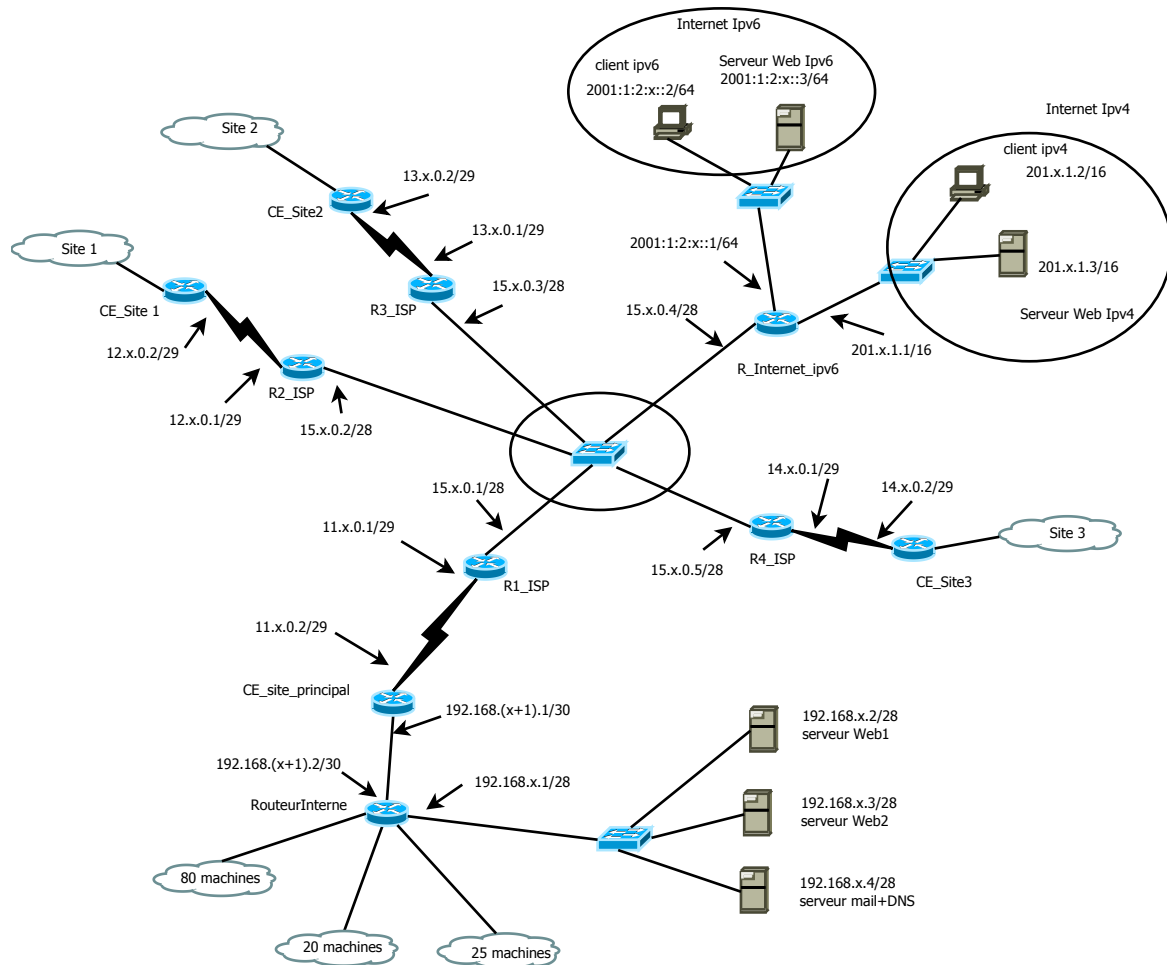 Internet Ipv6
client ipv6
2001:1:2:x::2/64
Serveur Web Ipv6
2001:1:2:x::3/64
Internet Ipv4
client ipv4
201.x.1.2/16
201.x.1.3/16
Serveur Web Ipv4
Site 2
13.x.0.2/29
CE_Site2
13.x.0.1/29
2001:1:2:x::1/64
Site 1
15.x.0.3/28
R3_ISP
CE_Site 1
15.x.0.4/28
12.x.0.2/29
201.x.1.1/16
R_Internet_ipv6
R2_ISP
12.x.0.1/29
15.x.0.2/28
15.x.0.1/28
14.x.0.1/29
14.x.0.2/29
11.x.0.1/29
Site 3
R4_ISP
15.x.0.5/28
CE_Site3
R1_ISP
11.x.0.2/29
CE_site_principal
192.168.(x+1).1/30
192.168.x.2/28
serveur Web1
192.168.(x+1).2/30
192.168.x.1/28
RouteurInterne
192.168.x.3/28
serveur Web2
80 machines
192.168.x.4/28
serveur mail+DNS
20 machines
25 machines